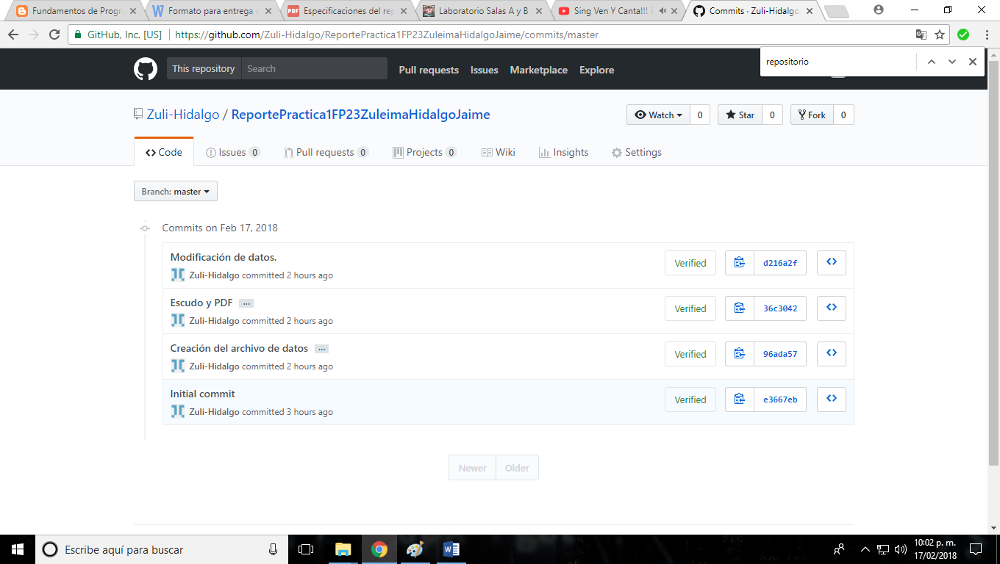 Fundamentos de Progra
Formato para entrega d
Especificaciones del rep
Laboratorio Salas A y B
Sing Ven Y Canta!!!
Commits · Zuli-Hidalgo
GitHub, Inc. [US] https://github.com/Zuli-Hidalgo/ReportePractica1FP23ZuleimaHidalgoJaime/commits/master
repositorio
This repository Search Pull requests Issues Marketplace Explore
Zuli-Hidalgo / ReportePractica1FP23ZuleimaHidalgoJaime
Watch 0 Star 0 Fork 0
Code Issues 0 Pull requests 0 Projects 0 Wiki Insights Settings
Branch: master
Commits on Feb 17, 2018
Modificación de datos.
Zuli-Hidalgo committed 2 hours ago
Verified d216a2f
Escudo y PDF …
Zuli-Hidalgo committed 2 hours ago
Verified 36c3042
Creación del archivo de datos …
Zuli-Hidalgo committed 2 hours ago
Verified 96ada57
Initial commit
Zuli-Hidalgo committed 3 hours ago
Verified e3667eb
Newer Older
Escribe aquí para buscar
10:02 p. m.
17/02/2018